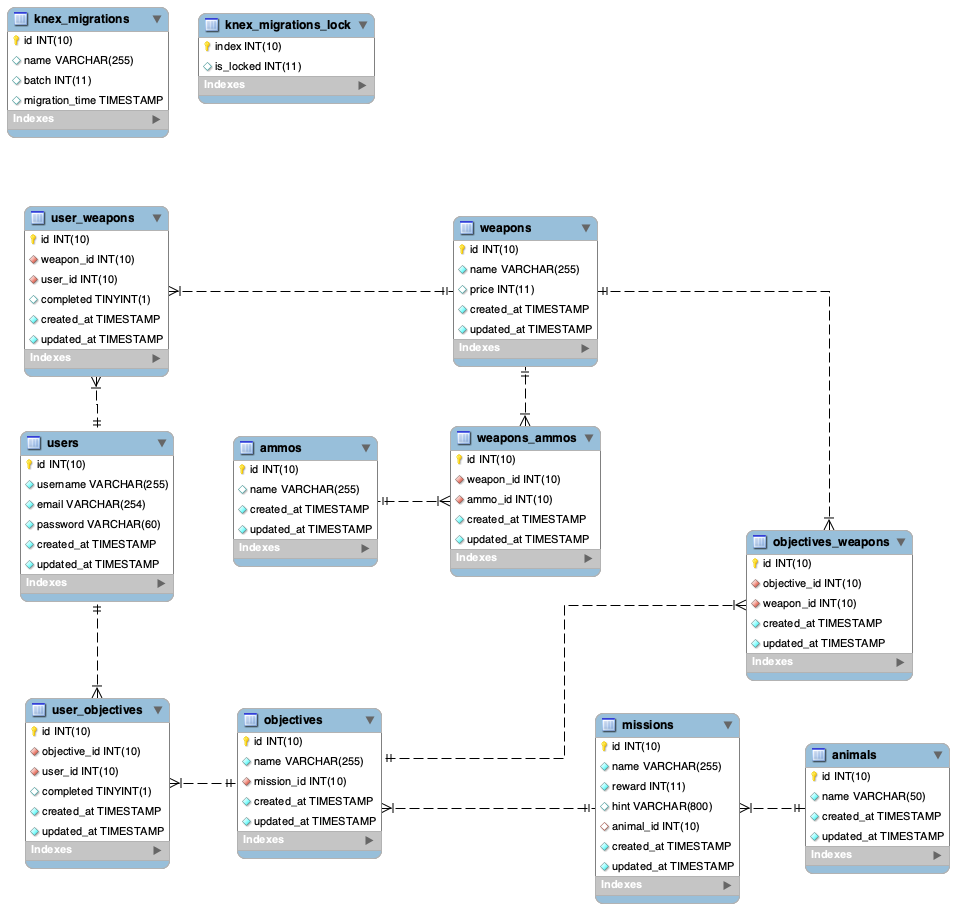 knex_migrations
id INT(10)
name VARCHAR(255)
batch INT(11)
migration_time TIMESTAMP
Indexes
knex_migrations_lock
index INT(10)
is_locked INT(11)
Indexes
user_weapons
id INT(10)
weapon_id INT(10)
user_id INT(10)
completed TINYINT(1)
created_at TIMESTAMP
updated_at TIMESTAMP
Indexes
weapons
id INT(10)
name VARCHAR(255)
price INT(11)
created_at TIMESTAMP
updated_at TIMESTAMP
Indexes
users
id INT(10)
username VARCHAR(255)
email VARCHAR(254)
password VARCHAR(60)
created_at TIMESTAMP
updated_at TIMESTAMP
Indexes
ammos
id INT(10)
name VARCHAR(255)
created_at TIMESTAMP
updated_at TIMESTAMP
Indexes
weapons_ammos
id INT(10)
weapon_id INT(10)
ammo_id INT(10)
created_at TIMESTAMP
updated_at TIMESTAMP
Indexes
objectives_weapons
id INT(10)
objective_id INT(10)
weapon_id INT(10)
created_at TIMESTAMP
updated_at TIMESTAMP
Indexes
user_objectives
id INT(10)
objective_id INT(10)
user_id INT(10)
completed TINYINT(1)
created_at TIMESTAMP
updated_at TIMESTAMP
Indexes
objectives
id INT(10)
name VARCHAR(255)
mission_id INT(10)
created_at TIMESTAMP
updated_at TIMESTAMP
Indexes
missions
id INT(10)
name VARCHAR(255)
reward INT(11)
hint VARCHAR(800)
animal_id INT(10)
created_at TIMESTAMP
updated_at TIMESTAMP
Indexes
animals
id INT(10)
name VARCHAR(50)
created_at TIMESTAMP
updated_at TIMESTAMP
Indexes